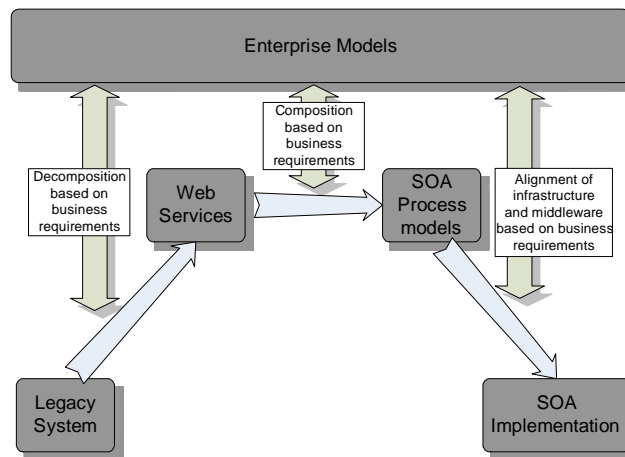 Enterprise Models
Composition
based on
business
requirements
Decomposition
based on
business
requirements
Web
Services
SOA
Process
models
Alignment of
infrastructure
and middleware
based on business
requirements
Legacy
System
SOA
Implementation